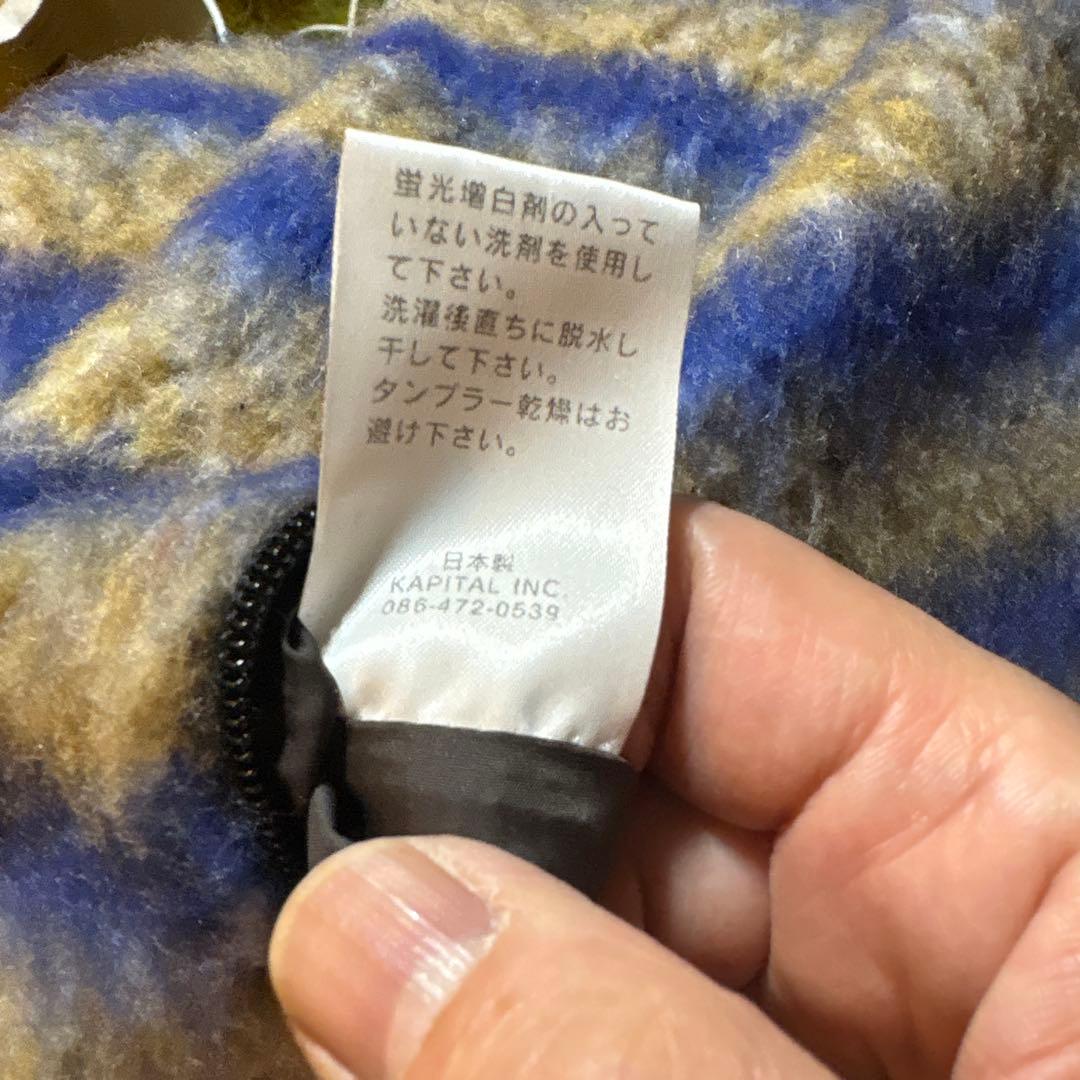 蛍光増白剤の入って
いない洗剤を使用し
て下さい。
洗濯後直ちに脱水し
干して下さい。
タンブラー乾燥はお
避け下さい。
日本製
KAPITAL INC.
086-472-0539